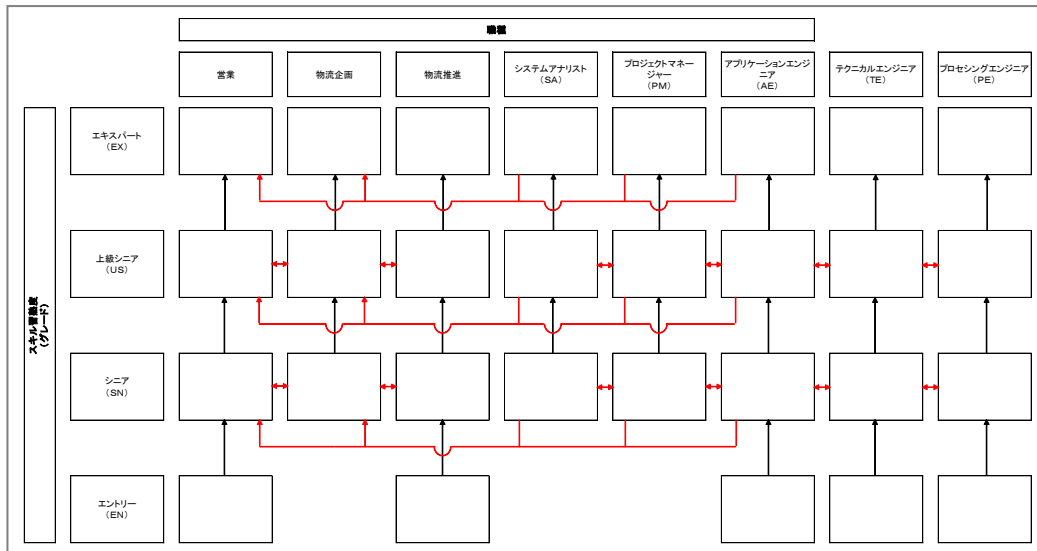 職種
営業
物流企画
物流推進
システムアナリスト
(SA)
プロジェクトマネ
ージャー
(PM)
アプリケーションエンジ
ニア
(AE)
テクニカルエンジニア
(TE)
プロセシングエンジニア
(PE)
スキル習熟度
(グレード)
エキスパート
(EX)
上級シニア
(US)
シニア
(SN)
エントリー
(EN)